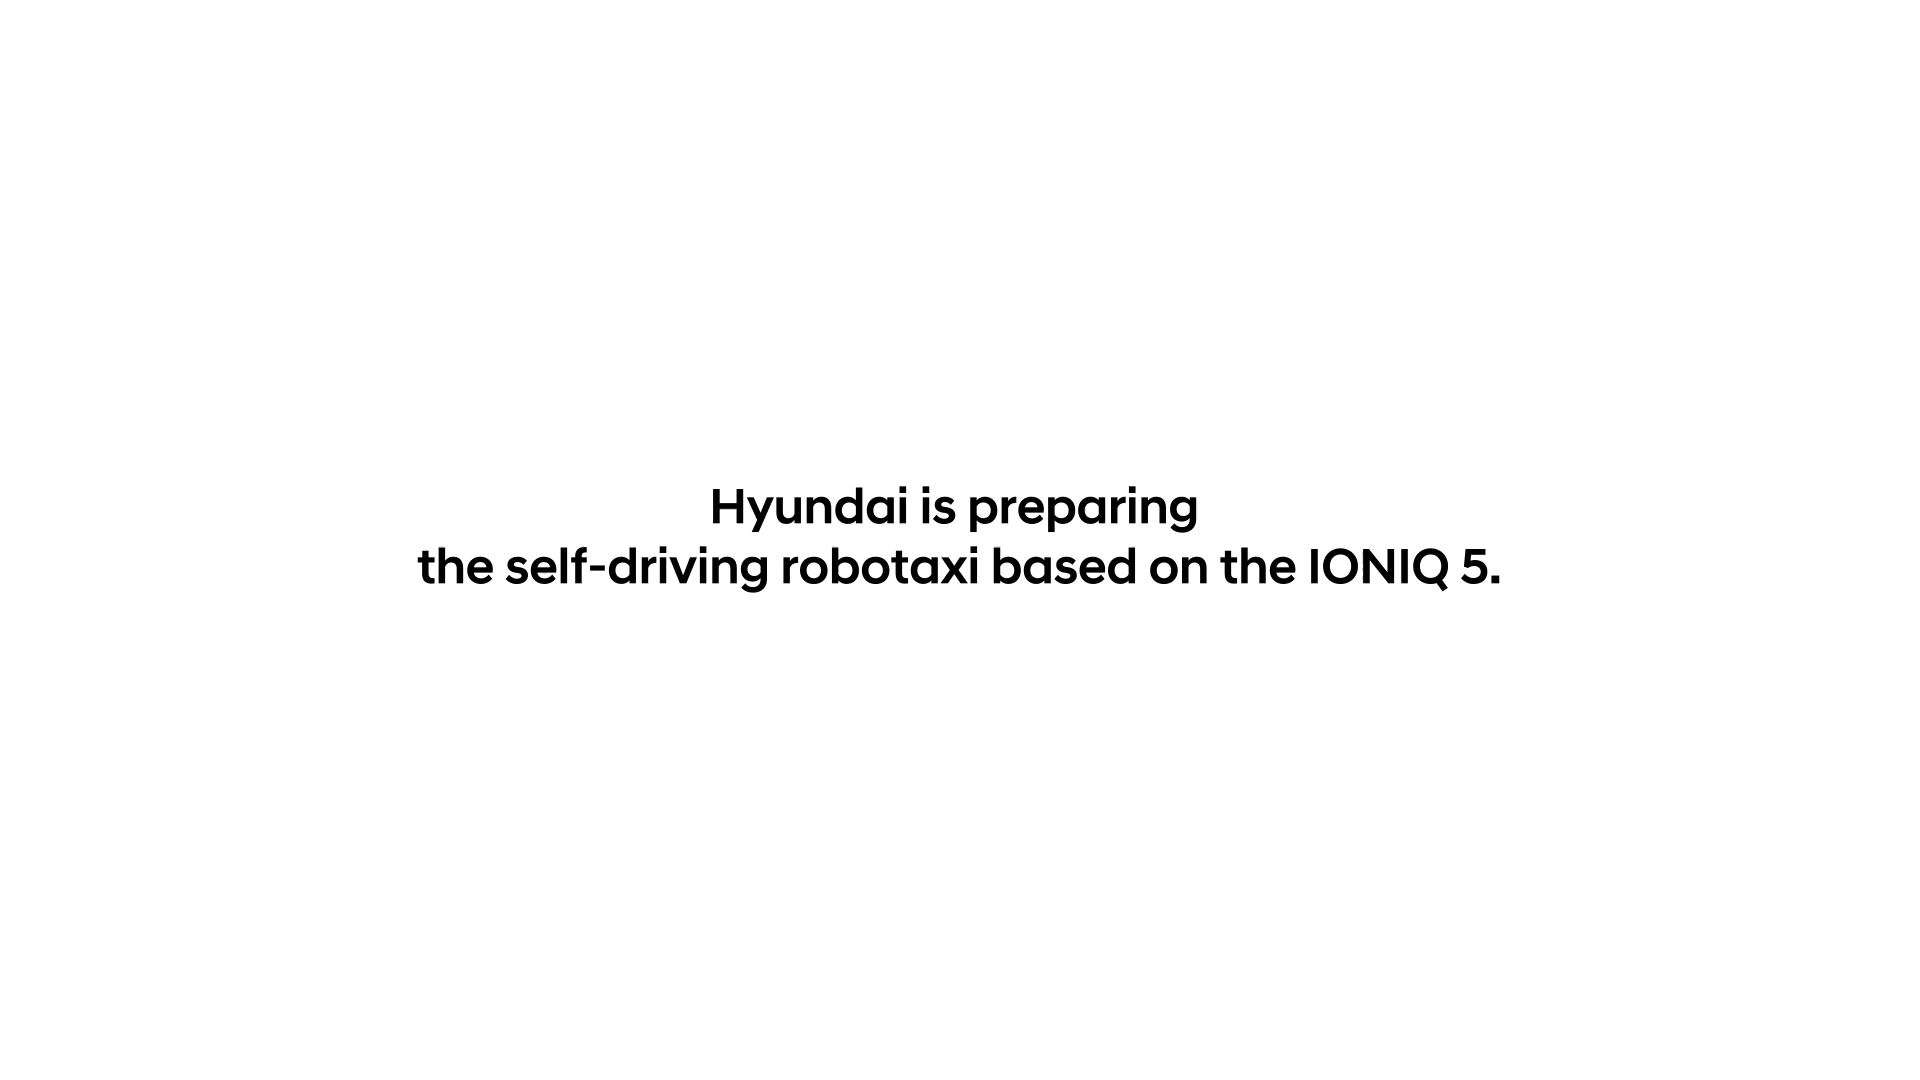 Hyundai is preparing
the self-driving robotaxi based on the IONIQ 5.